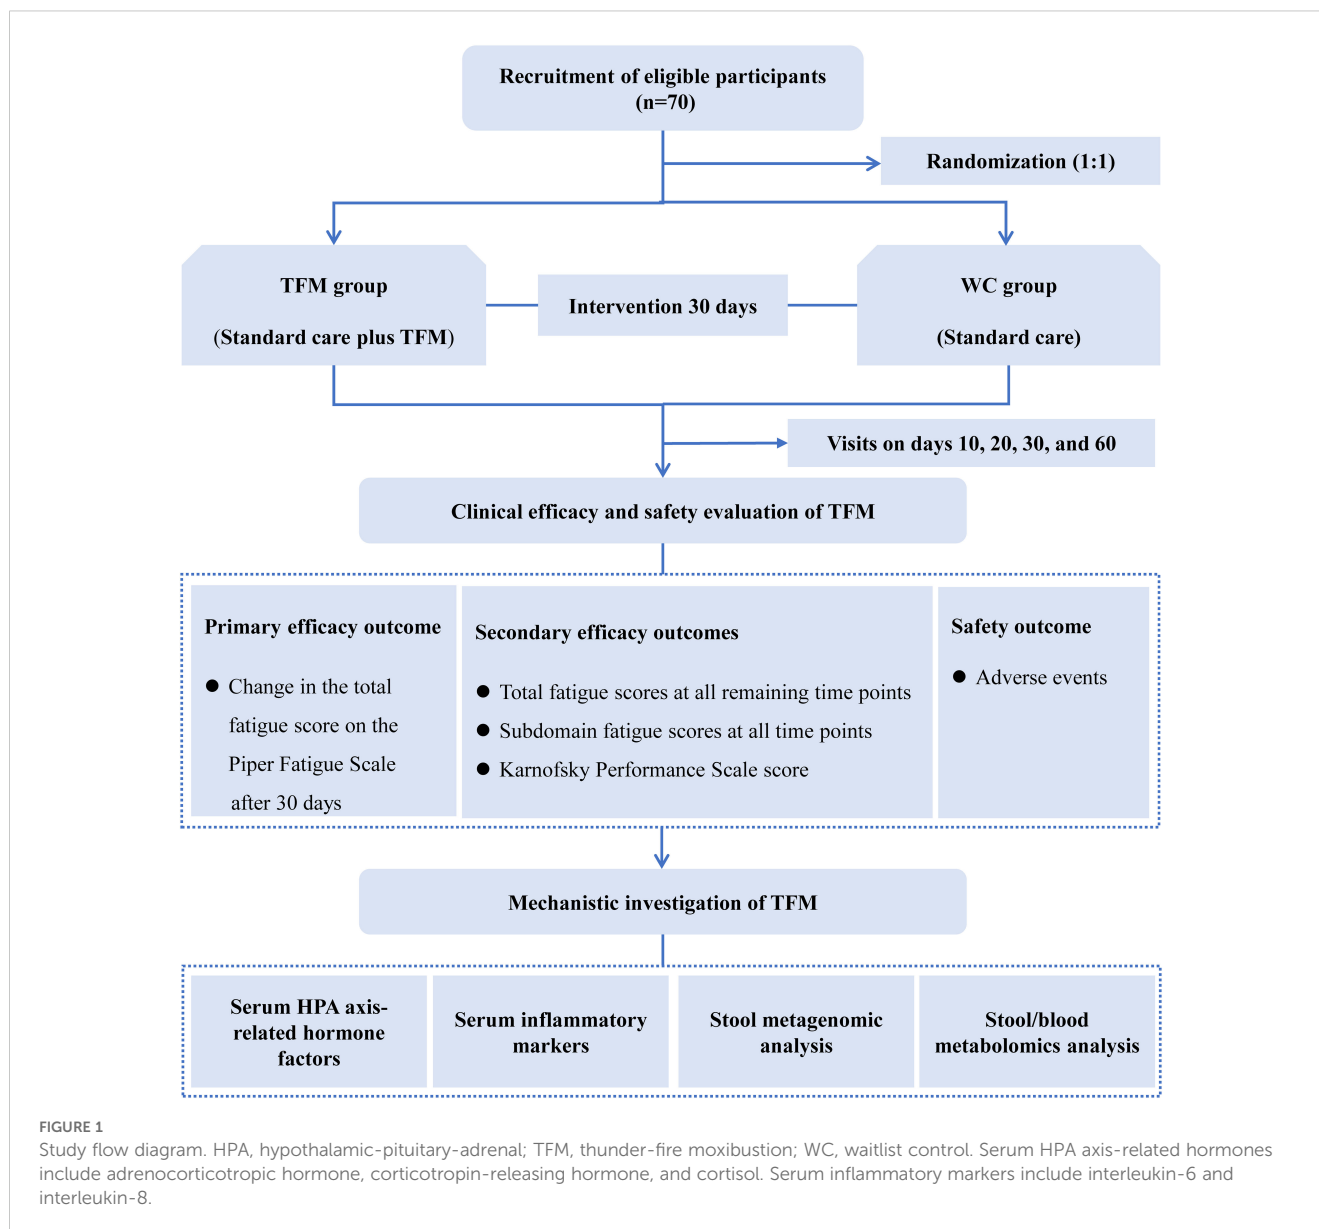 Recruitment of eligible participants
(n=70)
Randomization (1:1)
TFM group
(Standard care plus TFM)
Intervention 30 days
WC group
(Standard care)
Visits on days 10, 20, 30, and 60
Clinical efficacy and safety evaluation of TFM
Primary efficacy outcome
● Change in the total
fatigue score on the
Piper Fatigue Scale
after 30 days
Secondary efficacy outcomes
● Total fatigue scores at all remaining time points
● Subdomain fatigue scores at all time points
● Karnofsky Performance Scale score
Safety outcome
● Adverse events
Mechanistic investigation of TFM
Serum HPA axis-
related hormone
factors
Serum inflammatory
markers
Stool metagenomic
analysis
Stool/blood
metabolomics analysis
FIGURE 1
Study flow diagram. HPA, hypothalamic-pituitary-adrenal; TFM, thunder-fire moxibustion; WC, waitlist control. Serum HPA axis-related hormones
include adrenocorticotropic hormone, corticotropin-releasing hormone, and cortisol. Serum inflammatory markers include interleukin-6 and
interleukin-8.